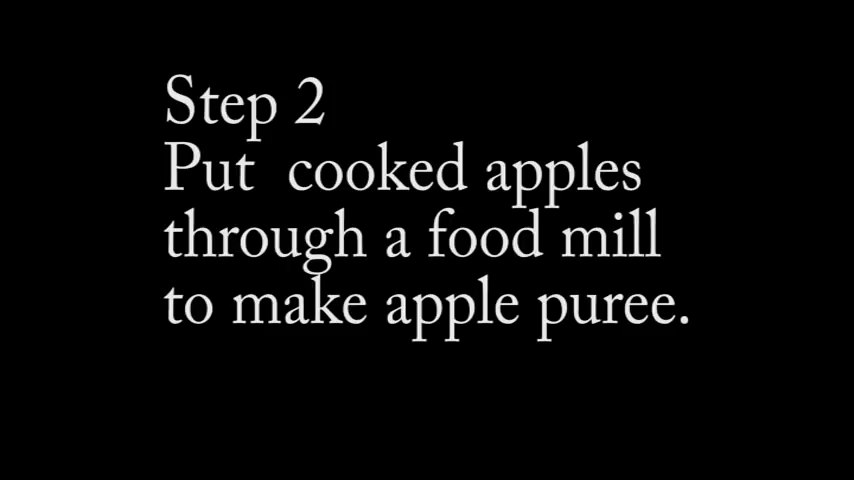 Step 2
Put  cooked apples
through a food mill
to make apple puree.